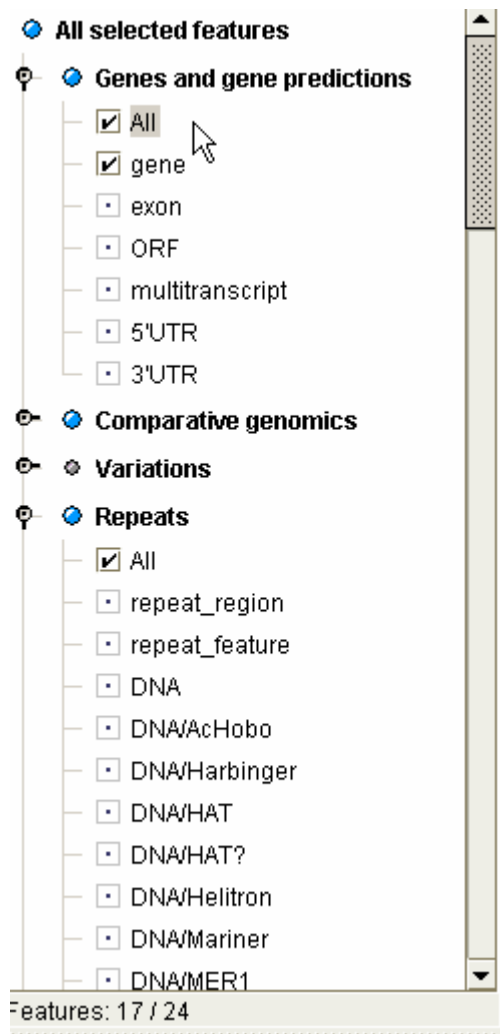 All selected features
Genes and gene predictions
All
gene
exon
ORF
multitranscript
5'UTR
3'UTR
Comparative genomics
Variations
Repeats
All
repeat_region
repeat_feature
DNA
DNA/AcHobo
DNA/Harbinger
DNA/HAT
DNA/HAT?
DNA/Helitron
DNA/Mariner
DNA/MER1
Features: 17 / 24